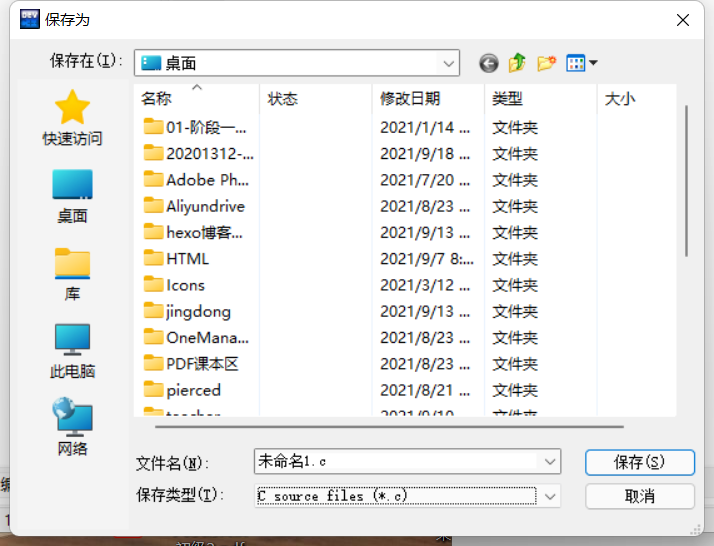 保存为
保存在(I):
桌面
快速访问
桌面
库
此电脑
网络
名称 状态 修改日期 类型 大小
01-阶段一... 2021/1/14 ... 文件夹
20201312-... 2021/9/18 ... 文件夹
Adobe Ph... 2021/7/20 ... 文件夹
Aliyundrive 2021/8/23 ... 文件夹
hexo博客... 2021/9/13 ... 文件夹
HTML 2021/9/7 8:... 文件夹
Icons 2021/3/12 ... 文件夹
jingdong 2021/9/13 ... 文件夹
OneMana... 2021/8/23 ... 文件夹
PDF课本区 2021/8/23 ... 文件夹
pierced 2021/8/21 ... 文件夹
teacher 2021/9/10 ... 文件夹
文件名(N): 未命名1.c 保存(S)
保存类型(T): C source files (*.c) 取消